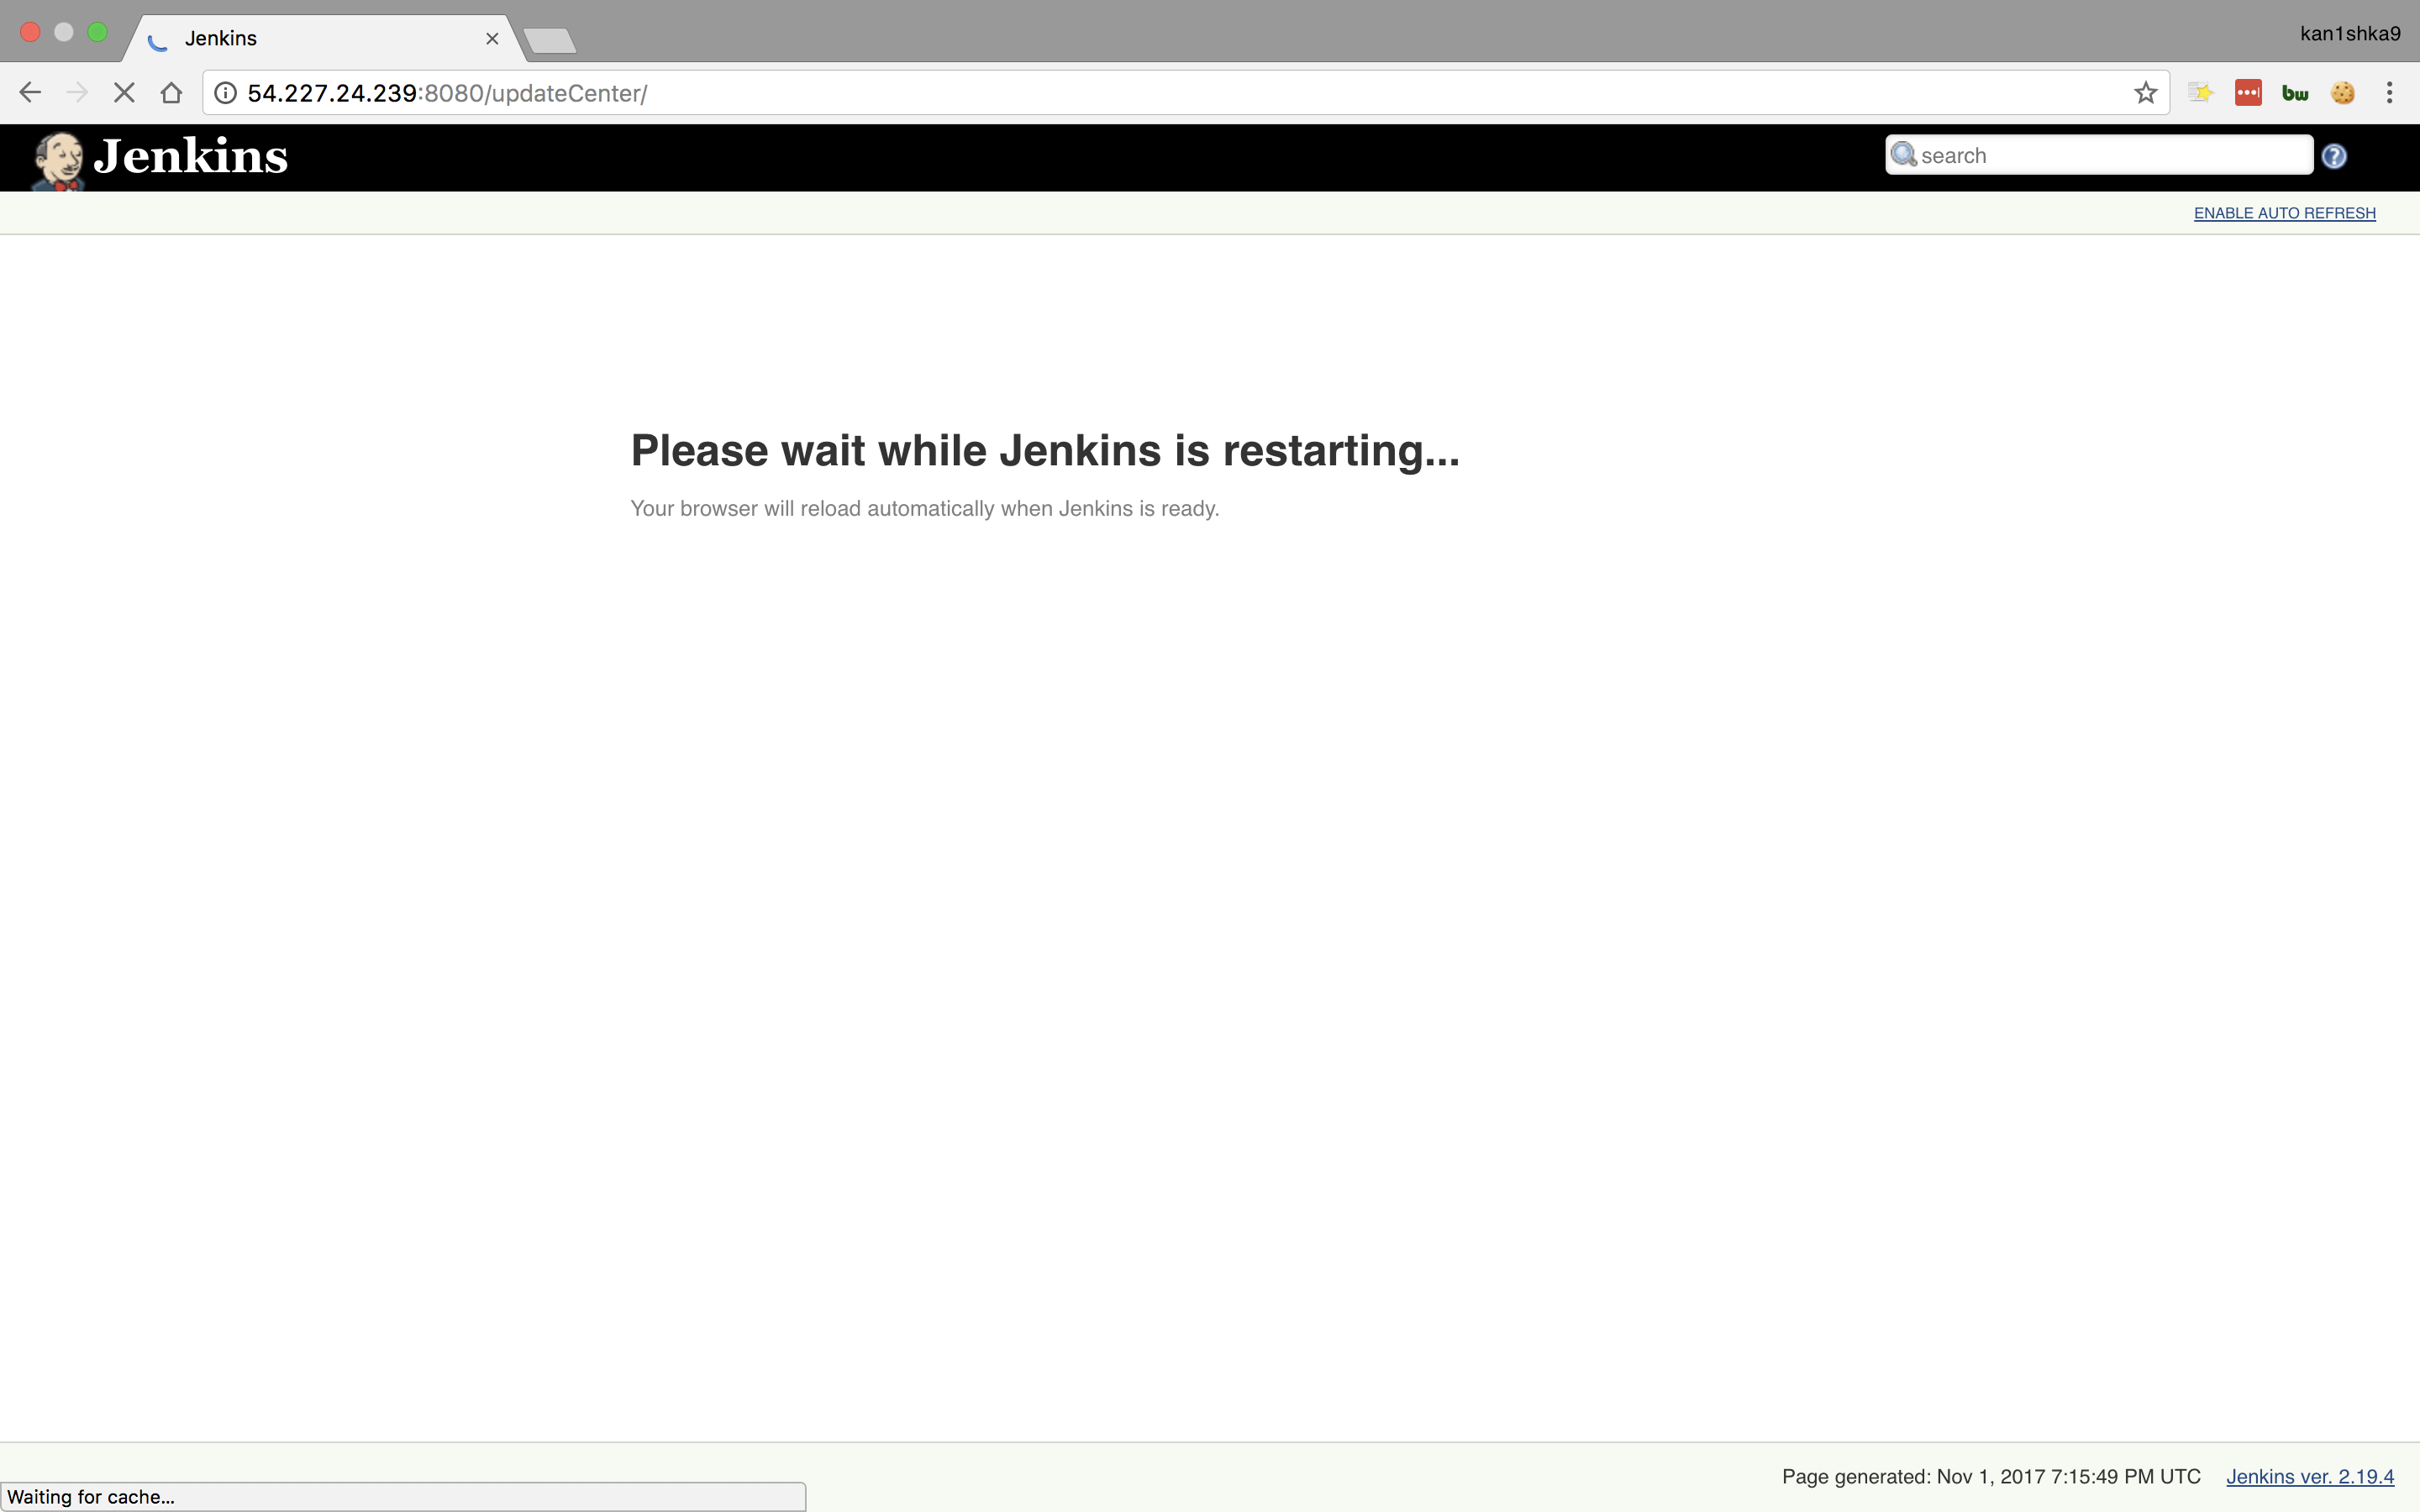 Jenkins
kan1shka9
54.227.24.239:8080/updateCenter/
bw
Jenkins
search
ENABLE AUTO REFRESH
Please wait while Jenkins is restarting...
Your browser will reload automatically when Jenkins is ready.
Page generated: Nov 1, 2017 7:15:49 PM UTC Jenkins ver. 2.19.4
Waiting for cache...